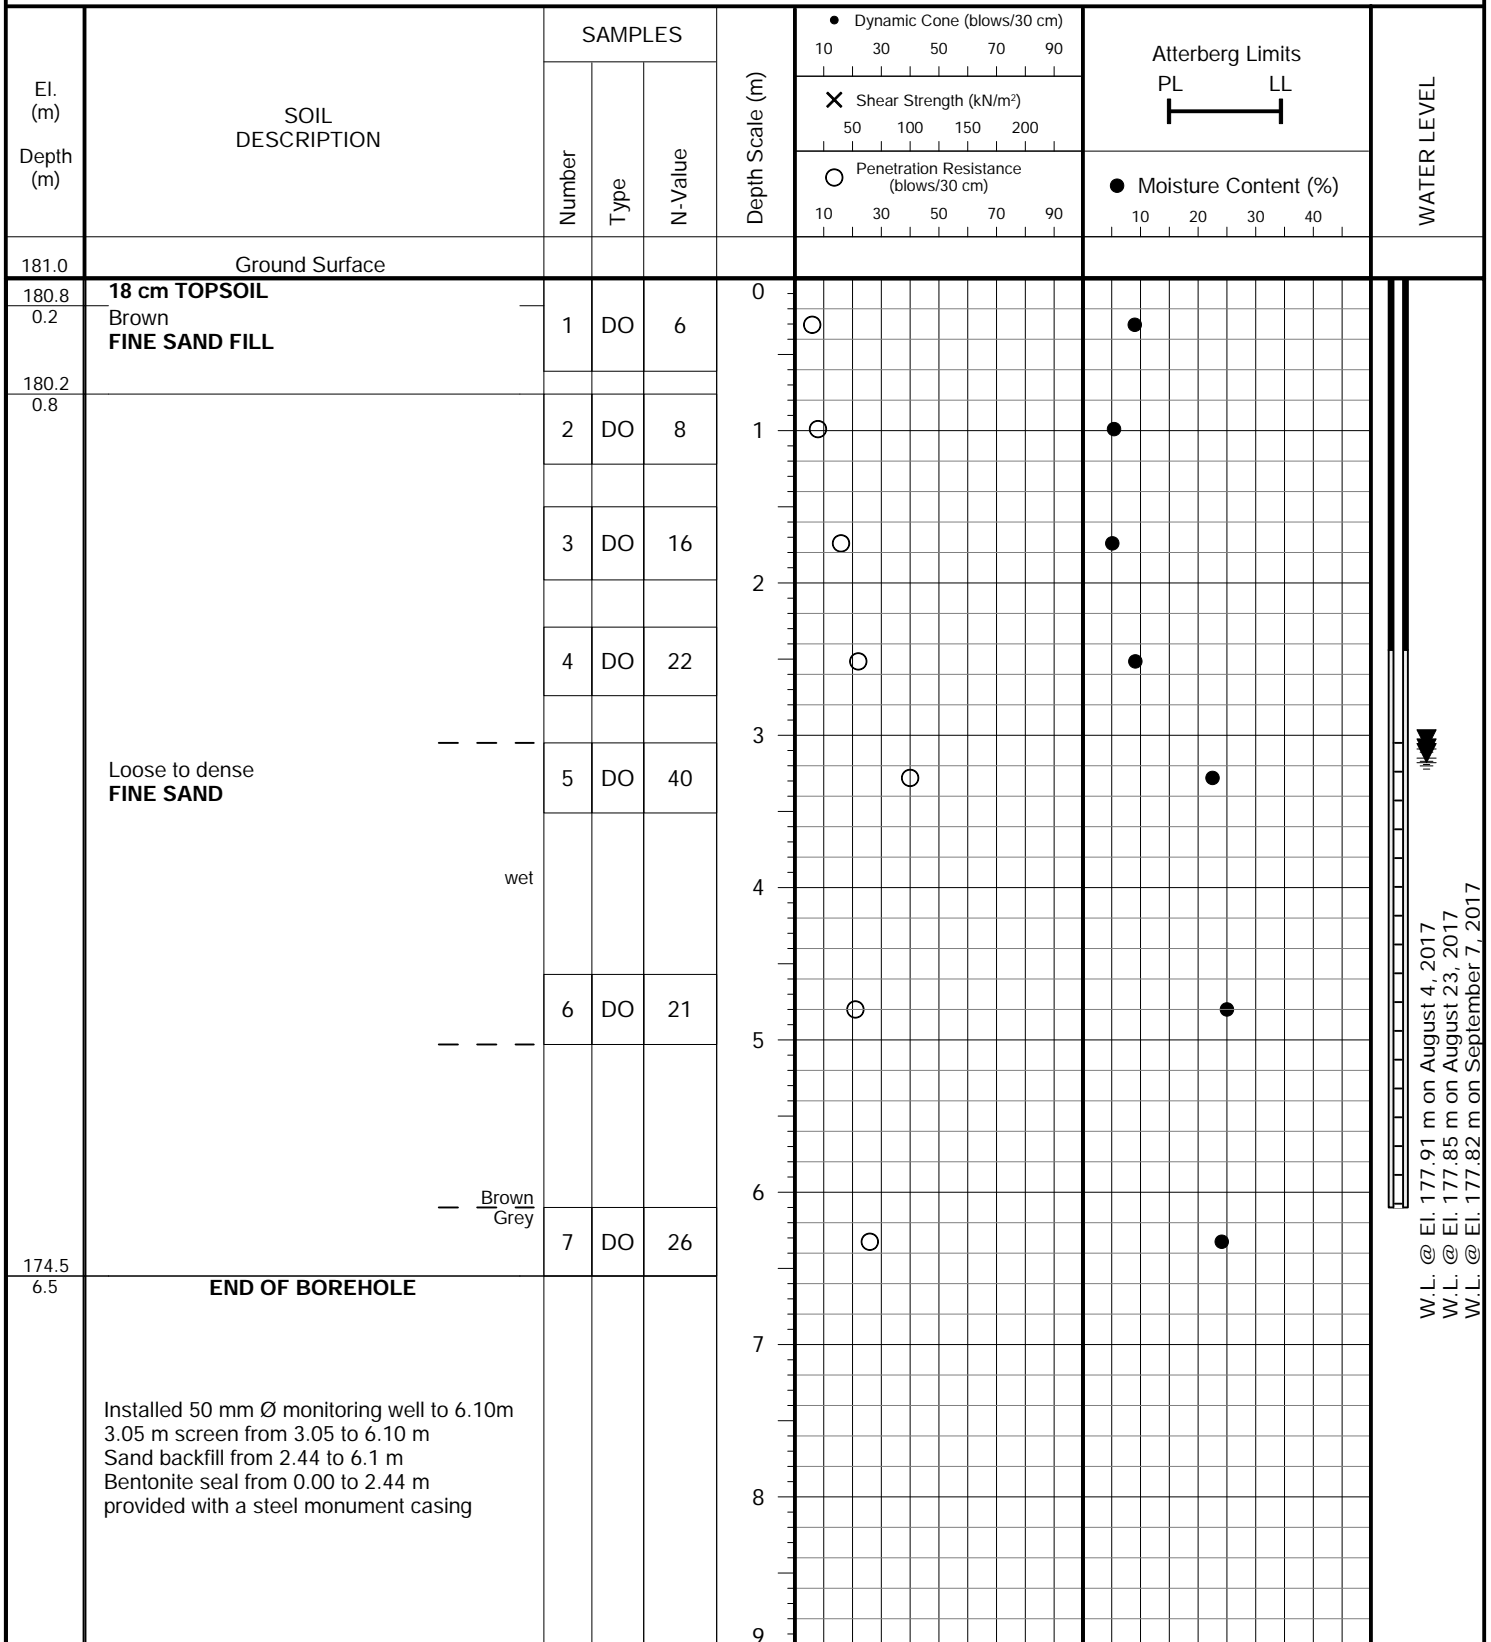 El.
(m)
Depth
(m)
SOIL
DESCRIPTION
SAMPLES
Number
Type
N-Value
Depth Scale (m)
Dynamic Cone (blows/30 cm)
10 30 50 70 90
Shear Strength (kN/m²)
50 100 150 200
Penetration Resistance
(blows/30 cm)
10 30 50 70 90
Atterberg Limits
PL LL
Moisture Content (%)
10 20 30 40
WATER LEVEL
181.0 Ground Surface
180.8 18 cm TOPSOIL
0
0.2 Brown
FINE SAND FILL
1 DO 6
180.2
0.8
2 DO 8
1
3 DO 16
2
4 DO 22
3
Loose to dense
FINE SAND
5 DO 40
wet
4
6 DO 21
5
6
Brown
Grey
7 DO 26
174.5
6.5 END OF BOREHOLE
7
Installed 50 mm Ø monitoring well to 6.10m
3.05 m screen from 3.05 to 6.10 m
Sand backfill from 2.44 to 6.1 m
Bentonite seal from 0.00 to 2.44 m
provided with a steel monument casing
8
9
W.L. @ El. 177.91 m on August 4, 2017
W.L. @ El. 177.85 m on August 23, 2017
W.L. @ El. 177.82 m on September 7, 2017